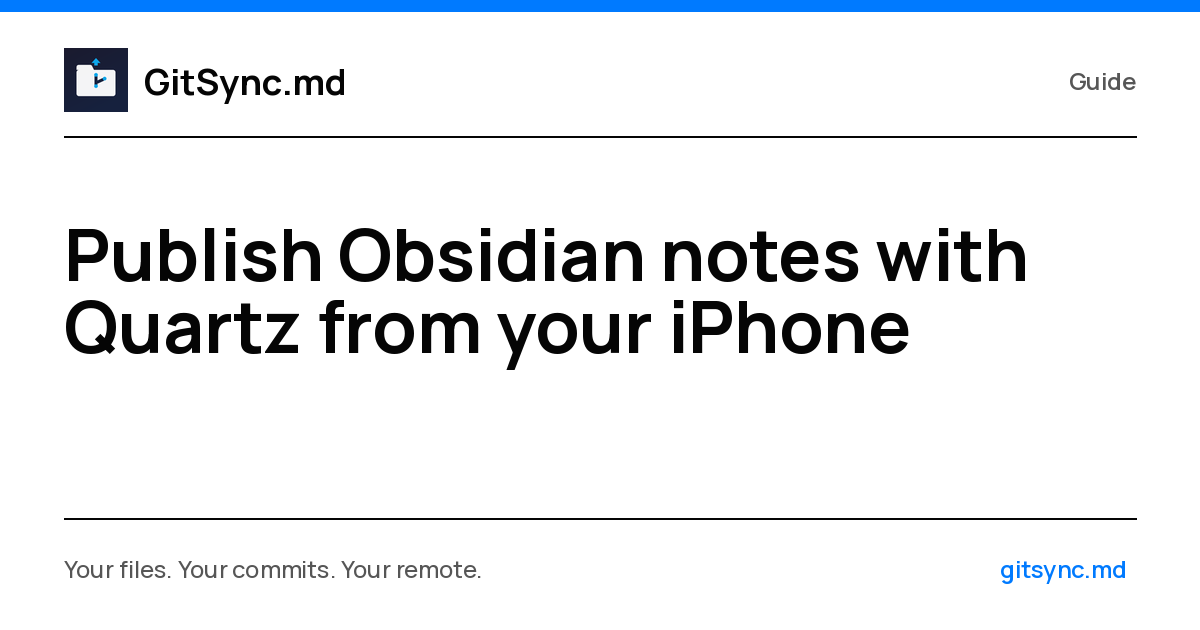 GitSync.md
Guide
Publish Obsidian notes with
Quartz from your iPhone
Your files. Your commits. Your remote.
gitsync.md